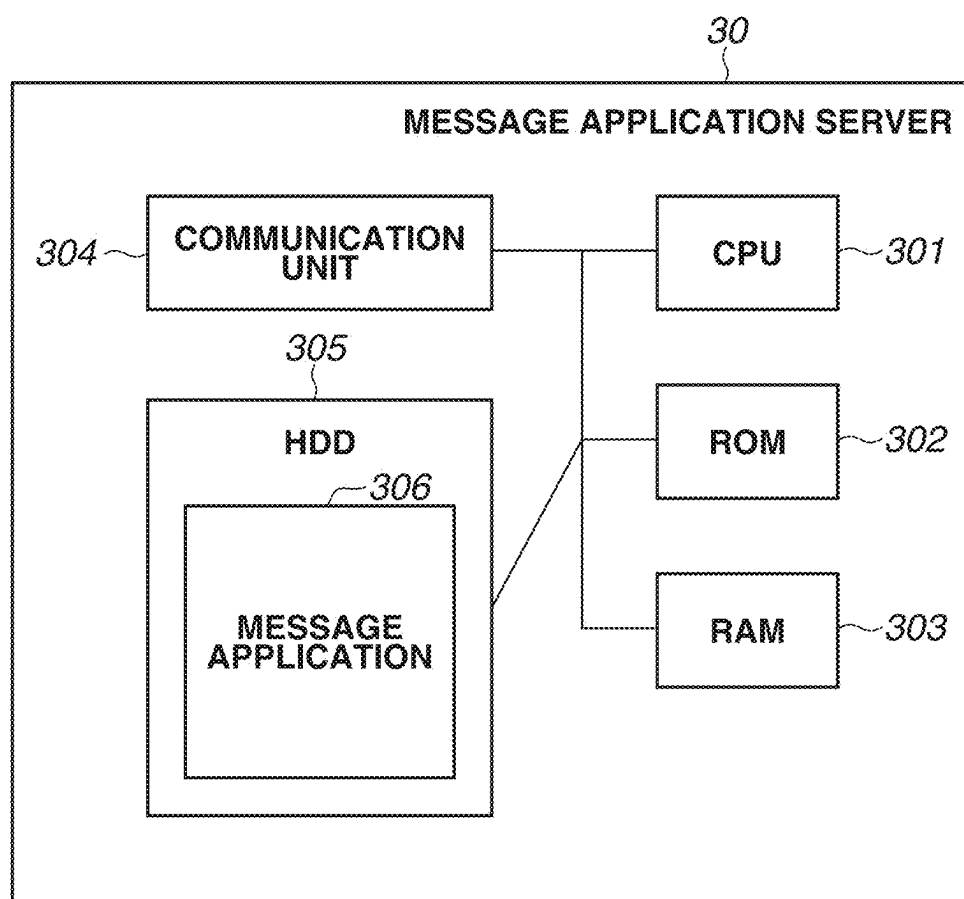 30
MESSAGE APPLICATION SERVER
304
COMMUNICATION
UNIT
CPU
301
305
HDD
ROM
302
306
MESSAGE
APPLICATION
RAM
303